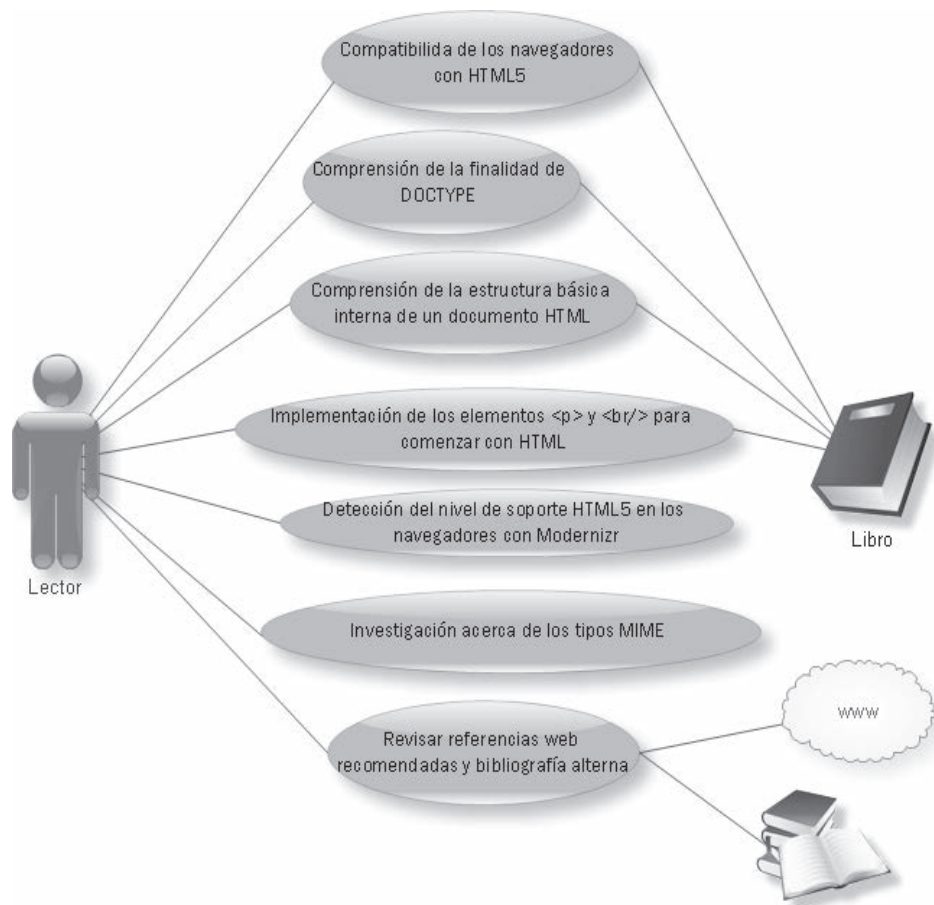 Compatibilida de los navegadores
con HTML5
Comprensión de la finalidad de
DOCTYPE
Comprensión de la estructura básica
interna de un documento HTML
Implementación de los elementos <p> y <br/> para
comenzar con HTML
Detección del nivel de soporte HTML5 en los
navegadores con Modernizr
Libro
Lector
Investigación acerca de los tipos MIME
www
Revisar referencias web
recomendadas y bibliografía alterna